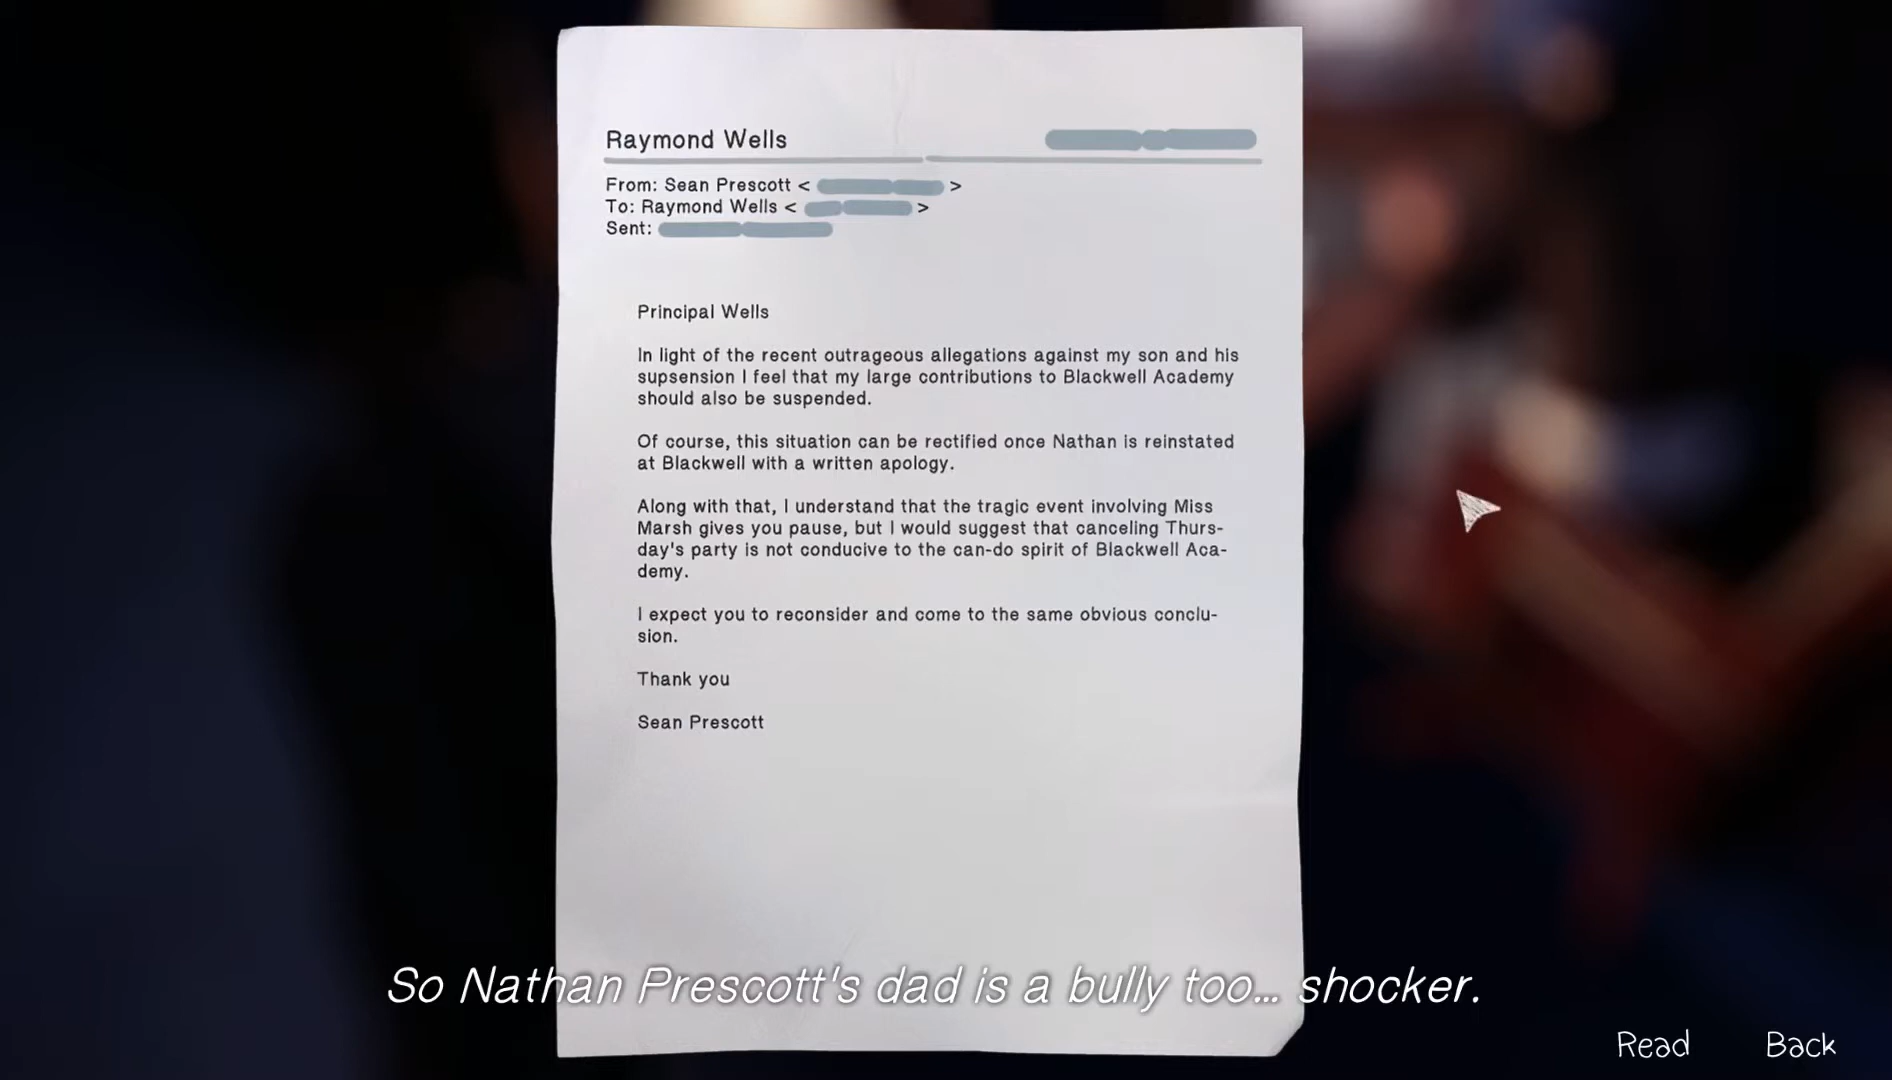 Raymond Wells
From: Sean Prescott < >
To: Raymond Wells < >
Sent:
Principal Wells
In light of the recent outrageous allegations against my son and his
supsension I feel that my large contributions to Blackwell Academy
should also be suspended.
Of course, this situation can be rectified once Nathan is reinstated
at Blackwell with a written apology.
Along with that, I understand that the tragic event involving Miss
Marsh gives you pause, but I would suggest that canceling Thurs-
day's party is not conducive to the can-do spirit of Blackwell Aca-
demy.
I expect you to reconsider and come to the same obvious conclu-
sion.
Thank you
Sean Prescott
So Nathan Prescott's dad is a bully too... shocker.
Read Back